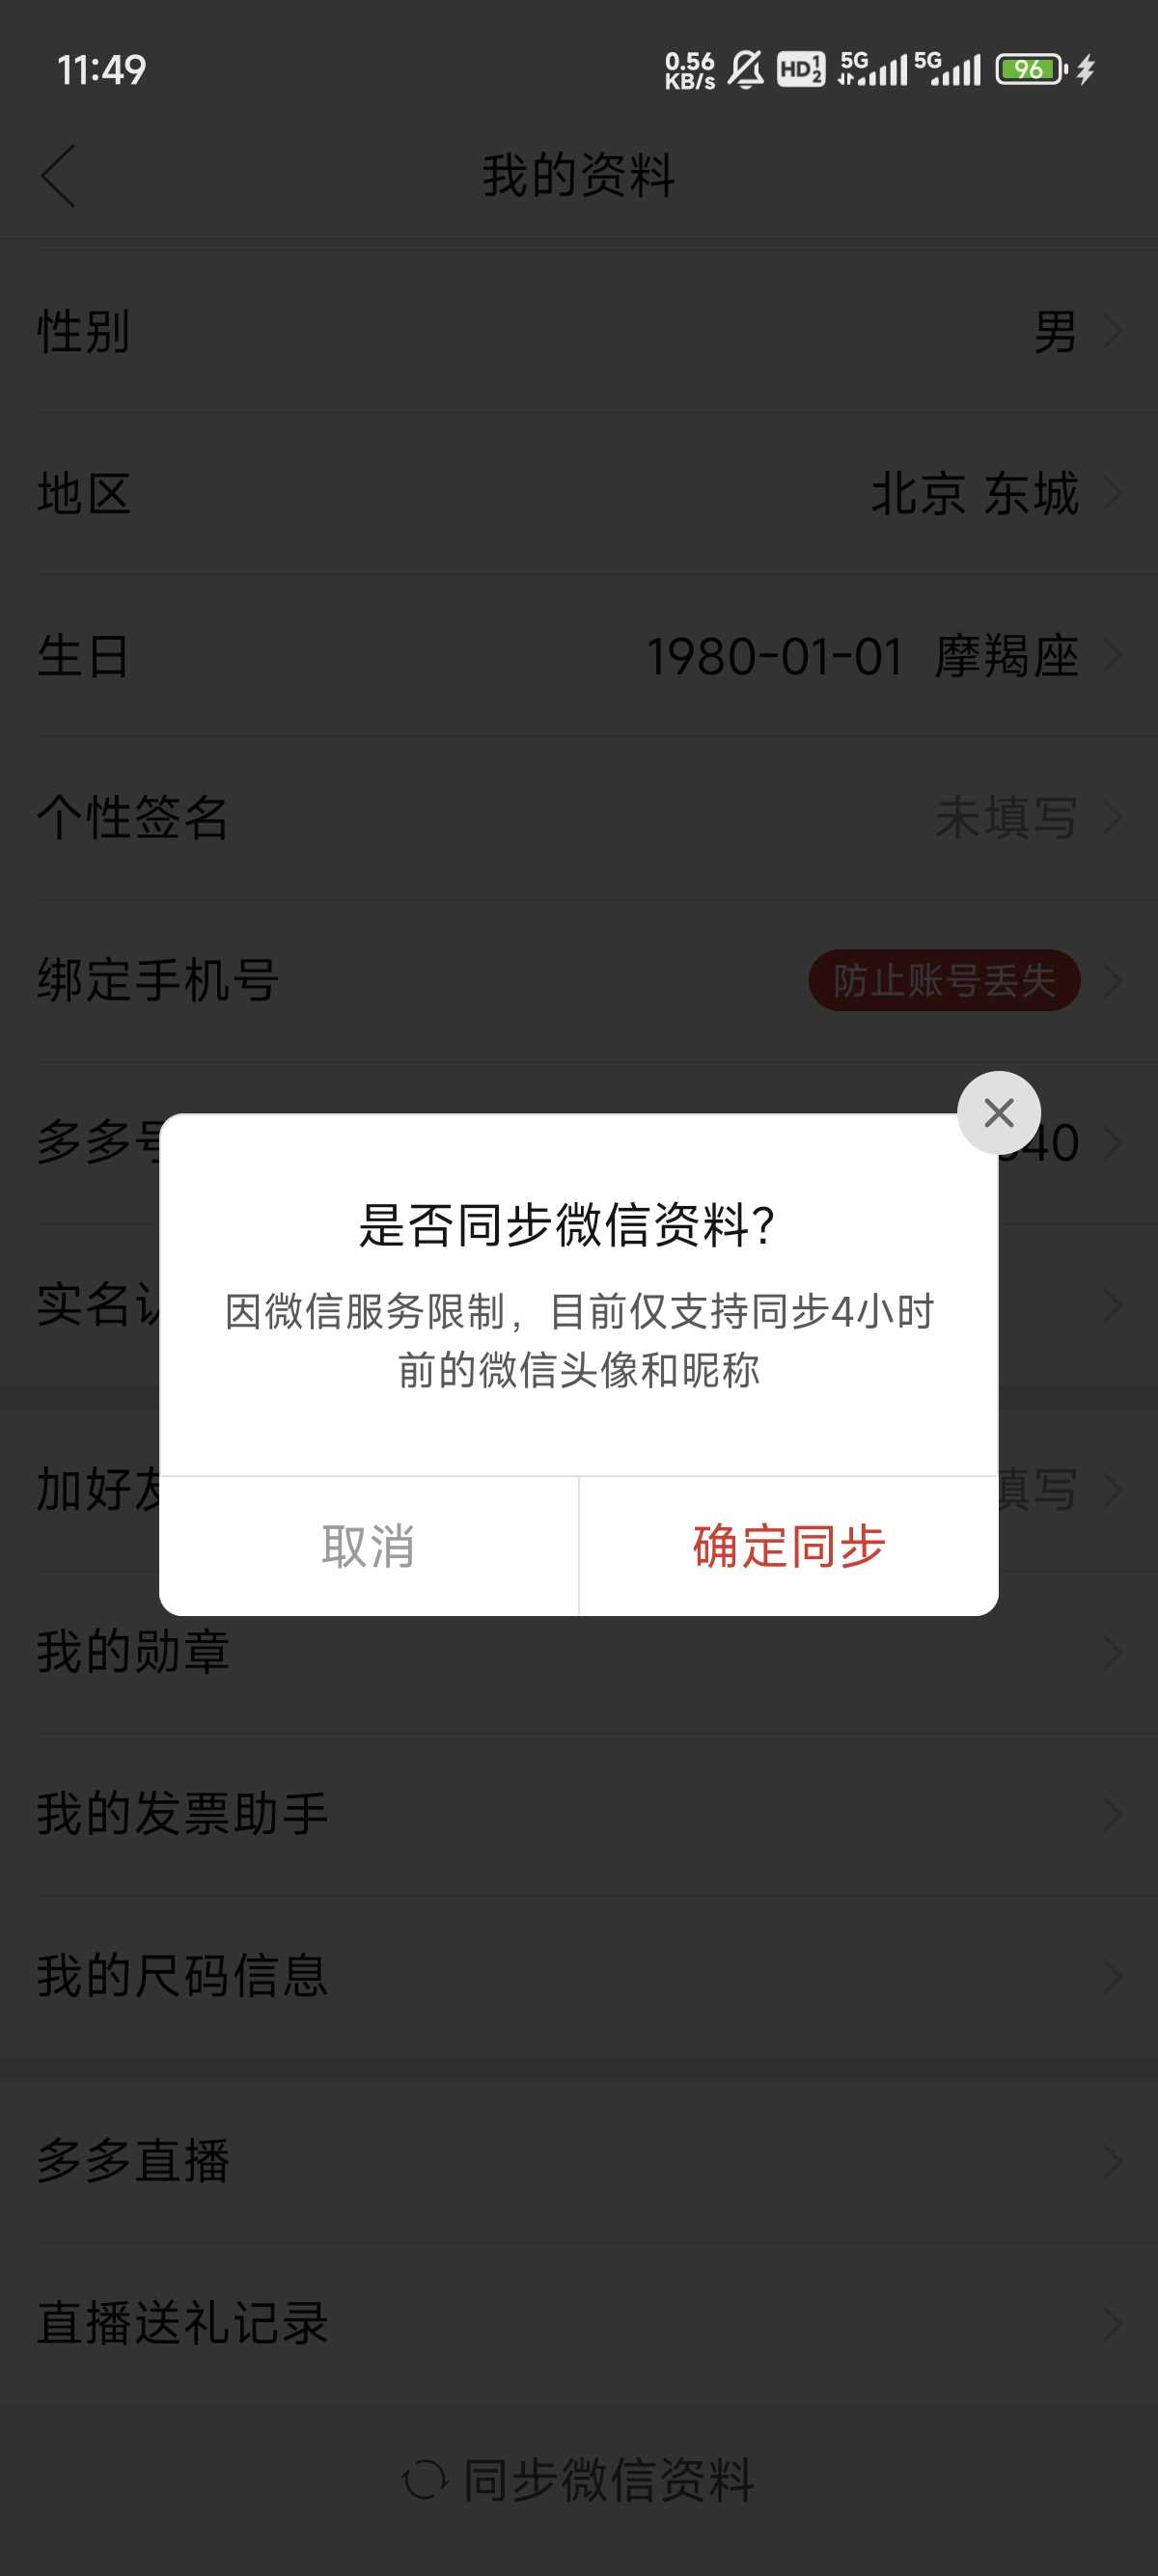 11:49
0.56
KB/s
HD 1
2
5G
5G
96
我的资料
性别
男
地区
北京 东城
生日
1980-01-01 摩羯座
个性签名
未填写
绑定手机号
防止账号丢失
多多号
40
实名认
加好友
填写
是否同步微信资料?
因微信服务限制，目前仅支持同步4小时
前的微信头像和昵称
取消
确定同步
我的勋章
我的发票助手
我的尺码信息
多多直播
直播送礼记录
同步微信资料